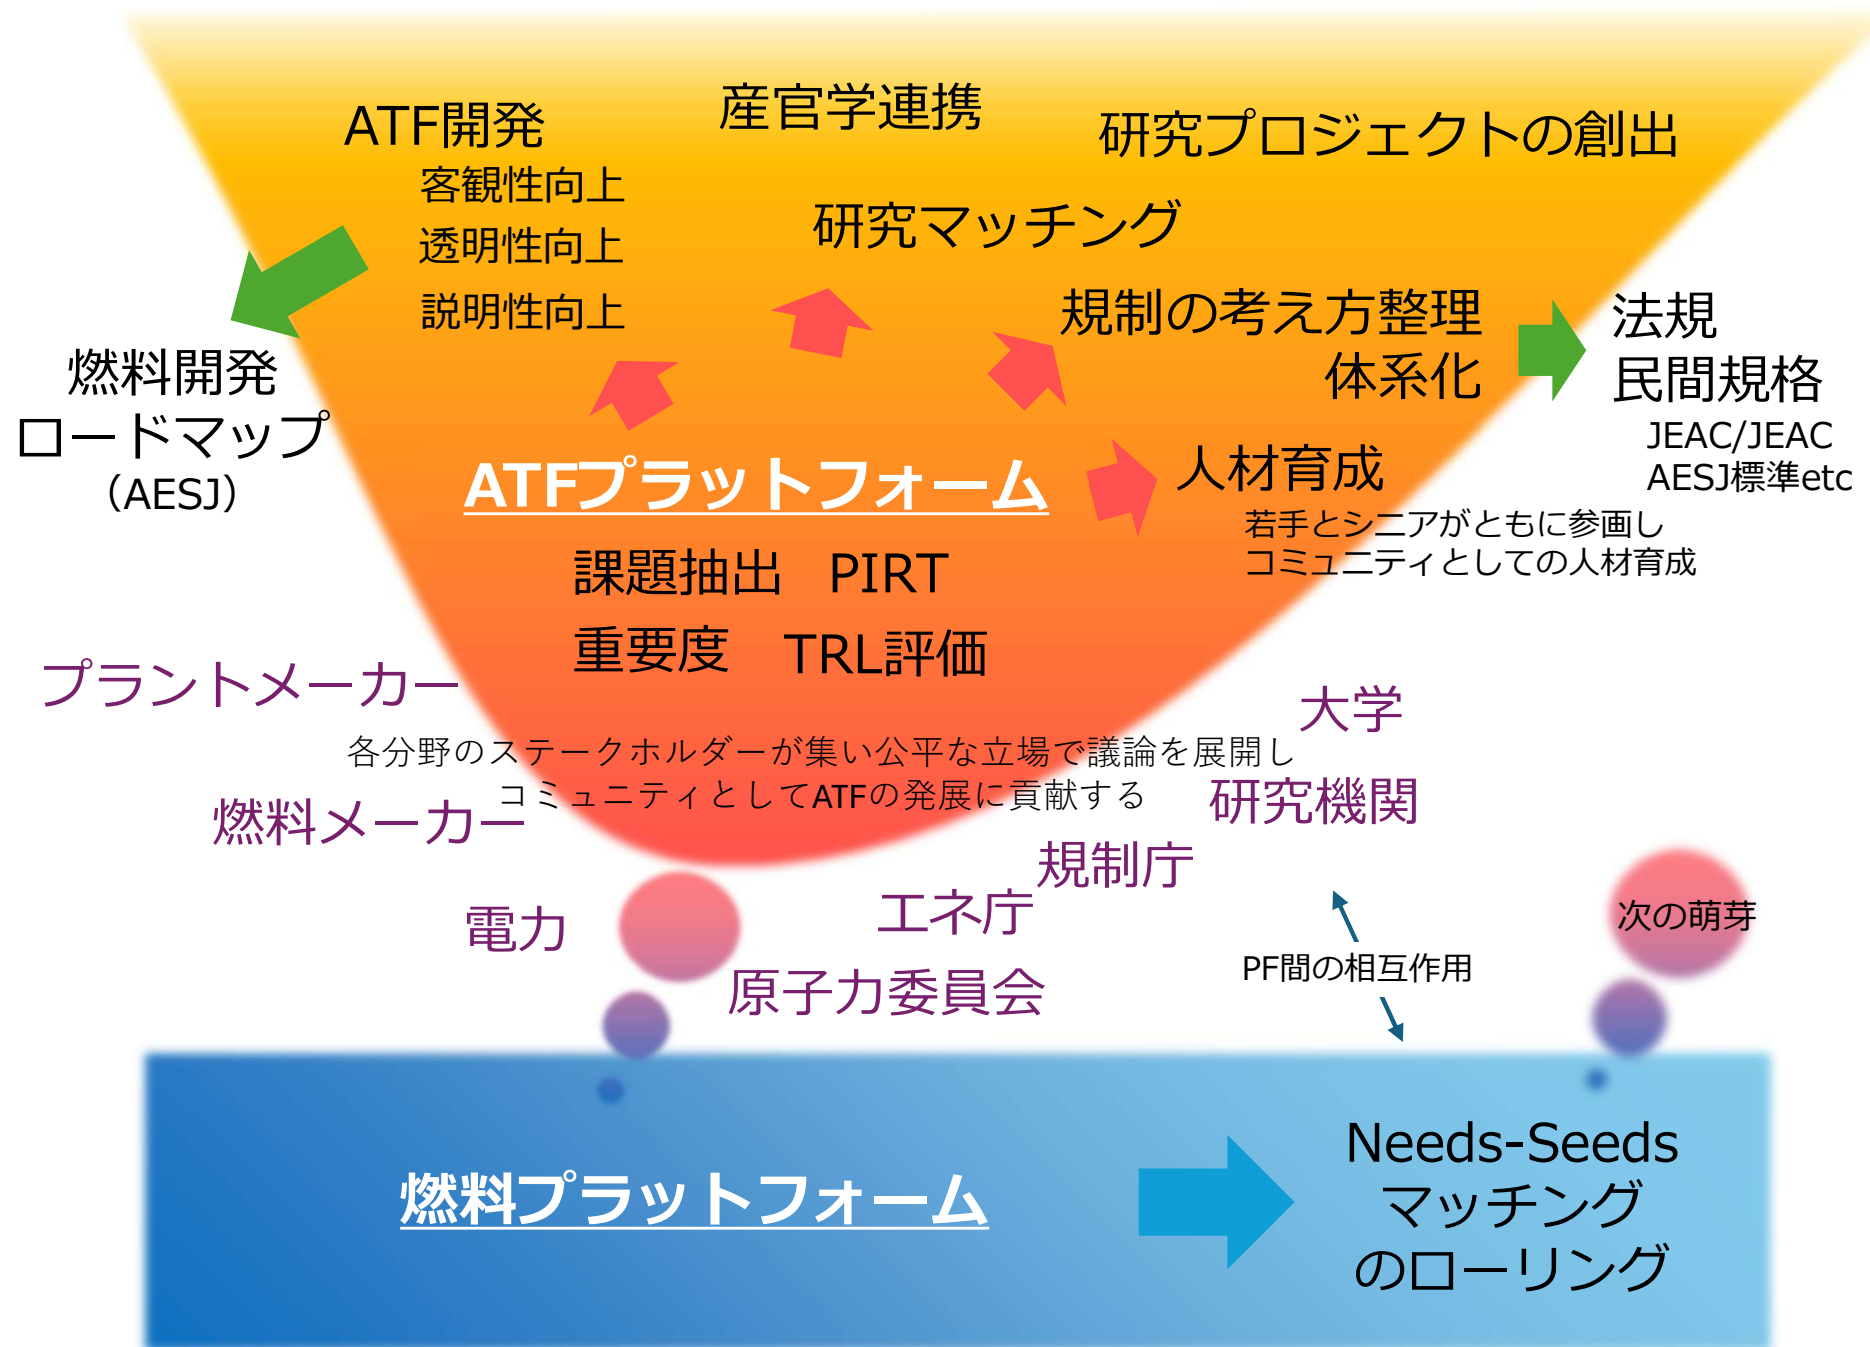 ATF開発
客観性向上
透明性向上
説明性向上
産官学連携
研究プロジェクトの創出
研究マッチング
規制の考え方整理
体系化
法規
民間規格
JEAC/JEAC
AESJ標準etc
燃料開発
ロードマップ
（AESJ）
ATFプラットフォーム
課題抽出　PIRT
重要度　TRL評価
人材育成
若手とシニアがともに参画し
コミュニティとしての人材育成
プラントメーカー
各分野のステークホルダーが集い公平な立場で議論を展開し
コミュニティとしてATFの発展に貢献する
大学
研究機関
燃料メーカー
規制庁
電力
エネ庁
原子力委員会
PF間の相互作用
次の萌芽
燃料プラットフォーム
Needs-Seeds
マッチング
のローリング